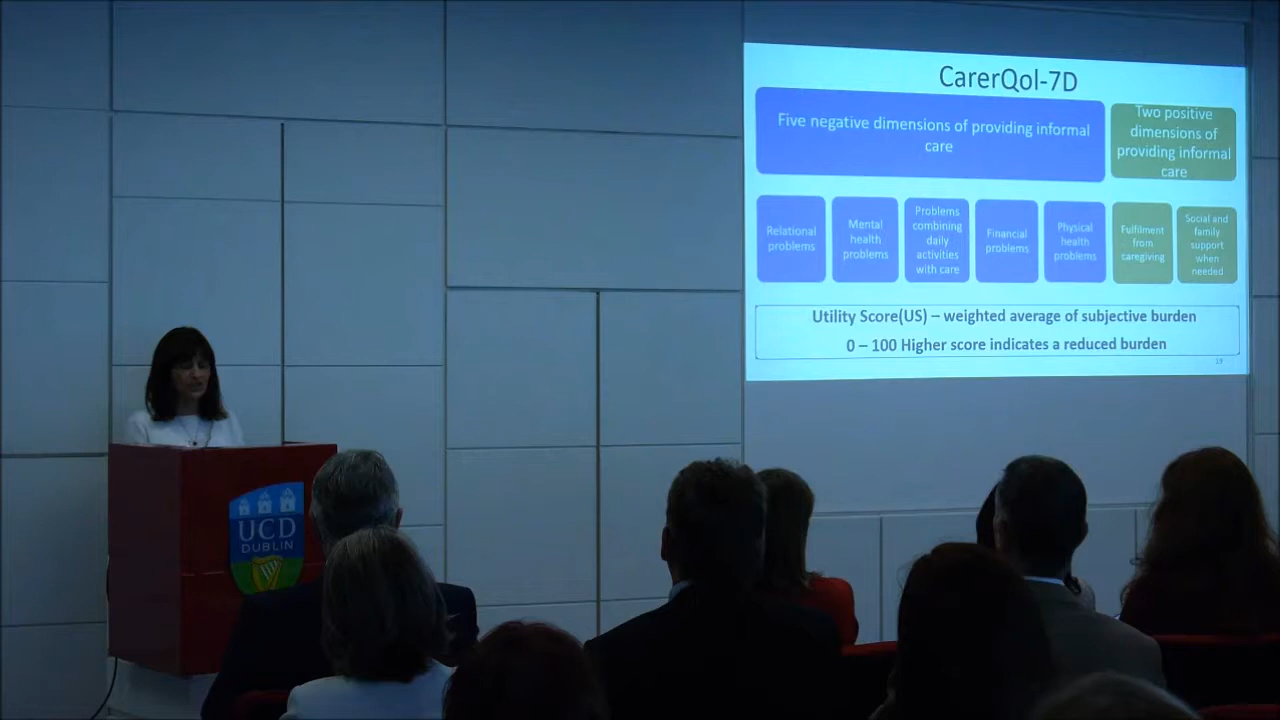 CarerQol-7D
Five negative dimensions of providing informal
care
Two positive
dimensions of
providing informal
care
Relational
problems
Mental
health
problems
Problems
combining
daily
activities
with care
Financial
problems
Physical
health
problems
Fulfilment
from
caregiving
Social and
family
support
when
needed
Utility Score(US) – weighted average of subjective burden
0 – 100 Higher score indicates a reduced burden
19
UCD
DUBLIN